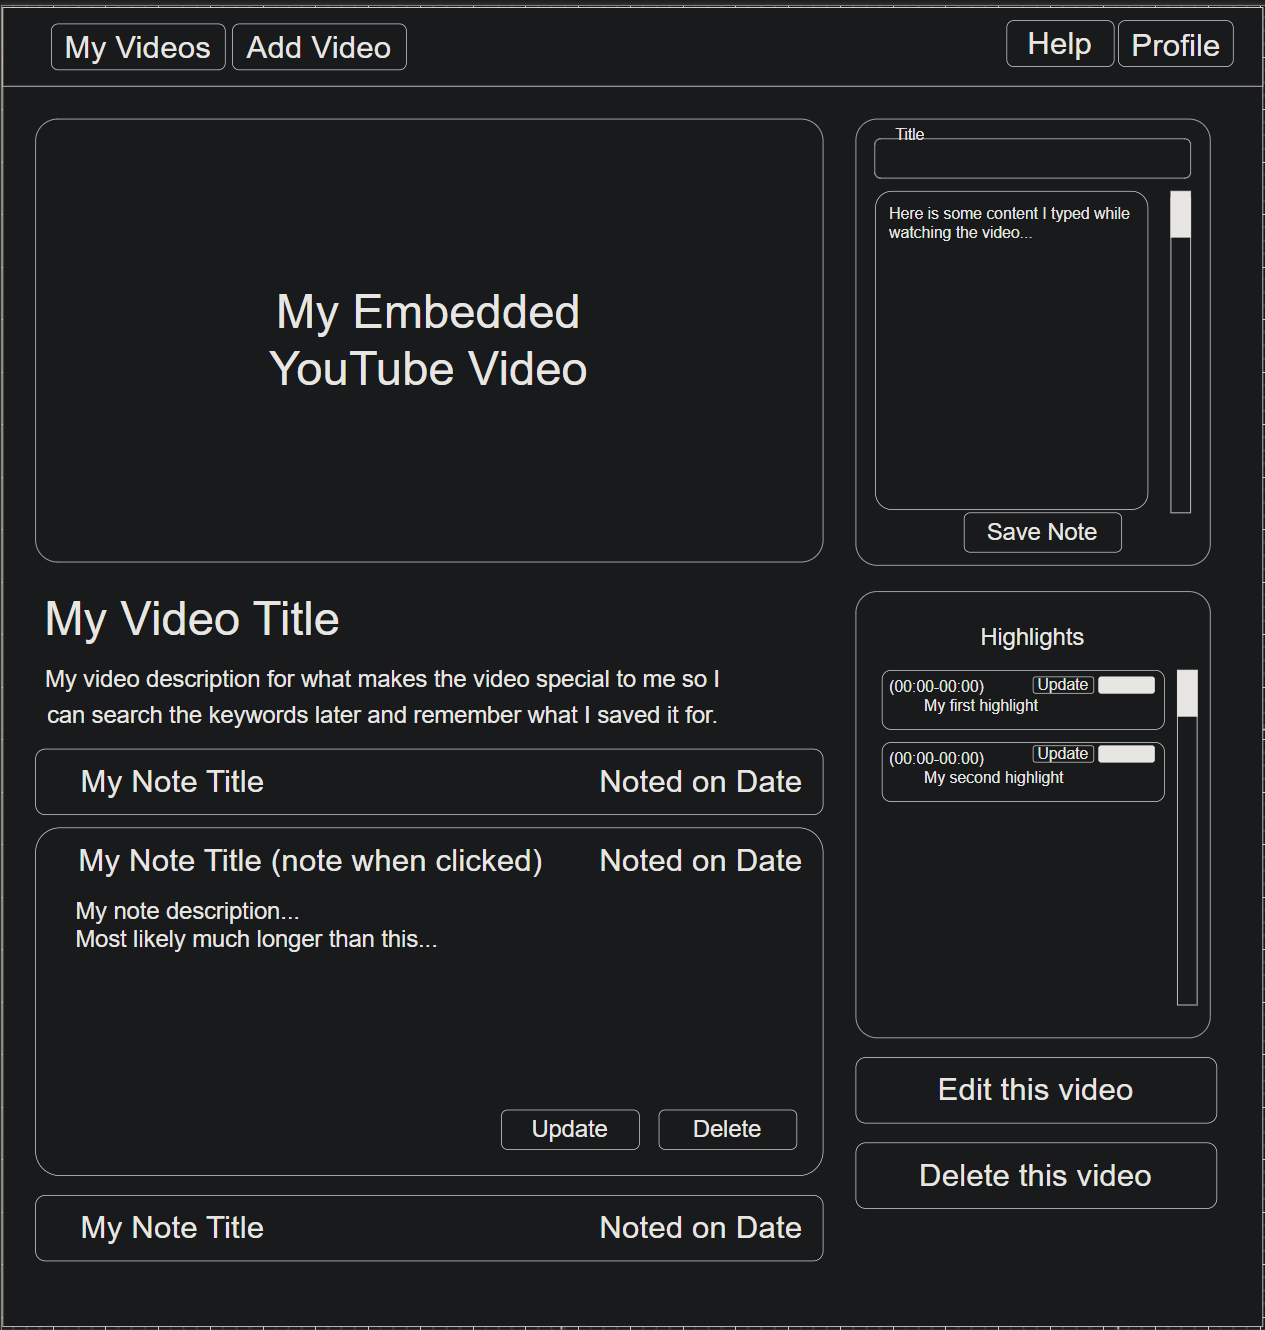 My Videos
Add Video
Help
Profile
My Embedded
YouTube Video
Title
Here is some content I typed while
watching the video...
Save Note
My Video Title
My video description for what makes the video special to me so I
can search the keywords later and remember what I saved it for.
My Note Title
Noted on Date
My Note Title (note when clicked)
Noted on Date
My note description...
Most likely much longer than this...
Update
Delete
My Note Title
Noted on Date
Highlights
(00:00-00:00)
Update
My first highlight
(00:00-00:00)
Update
My second highlight
Edit this video
Delete this video